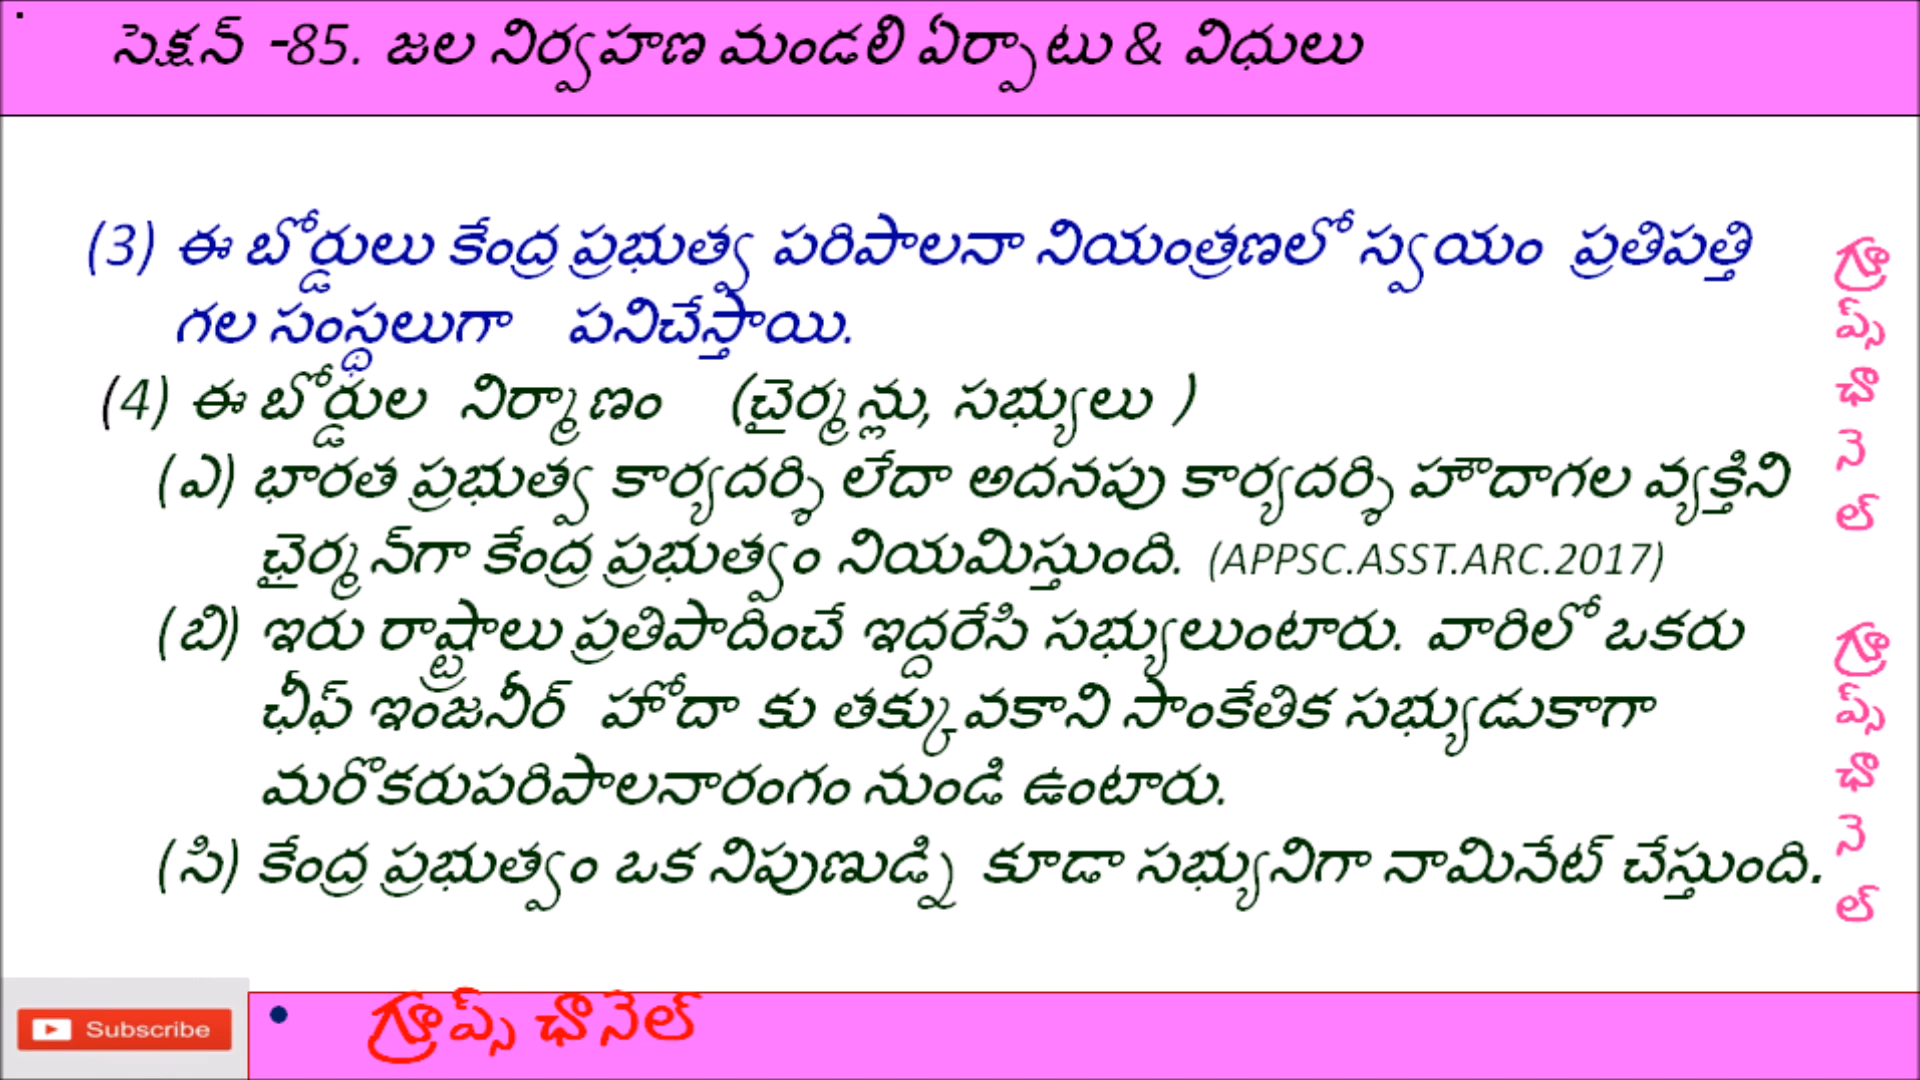 సెక్షన్ -85. జల నిర్వహణ మండలి ఏర్పాటు & విధులు
(3) ఈ బోర్డులు కేంద్ర ప్రభుత్వ పరిపాలనా నియంత్రణలో స్వయం ప్రతిపత్తి
గల సంస్థలుగా పనిచేస్తాయి.
(4) ఈ బోర్డుల నిర్మాణం (చైర్మన్లు, సభ్యులు )
(ఎ) భారత ప్రభుత్వ కార్యదర్శి లేదా అదనపు కార్యదర్శి హౌదాగల వ్యక్తిని
ఛైర్మన్‌గా కేంద్ర ప్రభుత్వం నియమిస్తుంది. (APPSC.ASST.ARC.2017)
(బి) ఇరు రాష్ట్రాలు ప్రతిపాదించే ఇద్దరేసి సభ్యులుంటారు. వారిలో ఒకరు
చీఫ్ ఇంజనీర్ హోదా కు తక్కువకాని సాంకేతిక సభ్యుడుకాగా
మరొకరుపరిపాలనారంగం నుండి ఉంటారు.
(సి) కేంద్ర ప్రభుత్వం ఒక నిపుణుడ్ని కూడా సభ్యునిగా నామినేట్ చేస్తుంది.
గ్రూ
ప్స్
ఛా
నె
ల్
గ్రూ
ప్స్
ఛా
నె
ల్
Subscribe
• గ్రూప్స్ ఛానెల్